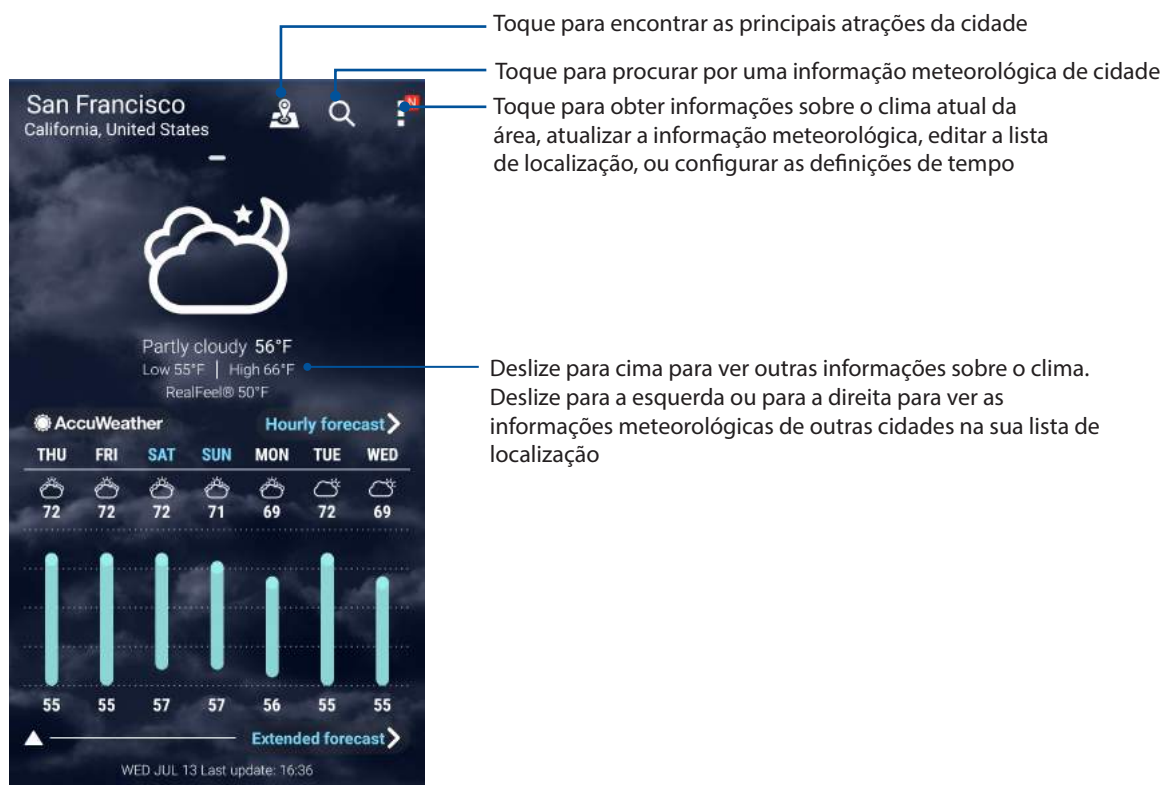 Toque para encontrar as principais atrações da cidade
Toque para procurar por uma informação meteorológica de cidade
Toque para obter informações sobre o clima atual da
área, atualizar a informação meteorológica, editar a lista
de localização, ou configurar as definições de tempo
San Francisco
California, United States
N
Partly cloudy 56°F
Low 55°F | High 66°F
RealFeel® 50°F
Deslize para cima para ver outras informações sobre o clima.
Deslize para a esquerda ou para a direita para ver as
informações meteorológicas de outras cidades na sua lista de
localização
AccuWeather Hourly forecast
THU FRI SAT SUN MON TUE WED
72 72 72 71 69 72 69
55 55 57 57 56 55 55
Extended forecast
WED JUL 13 Last update: 16:36